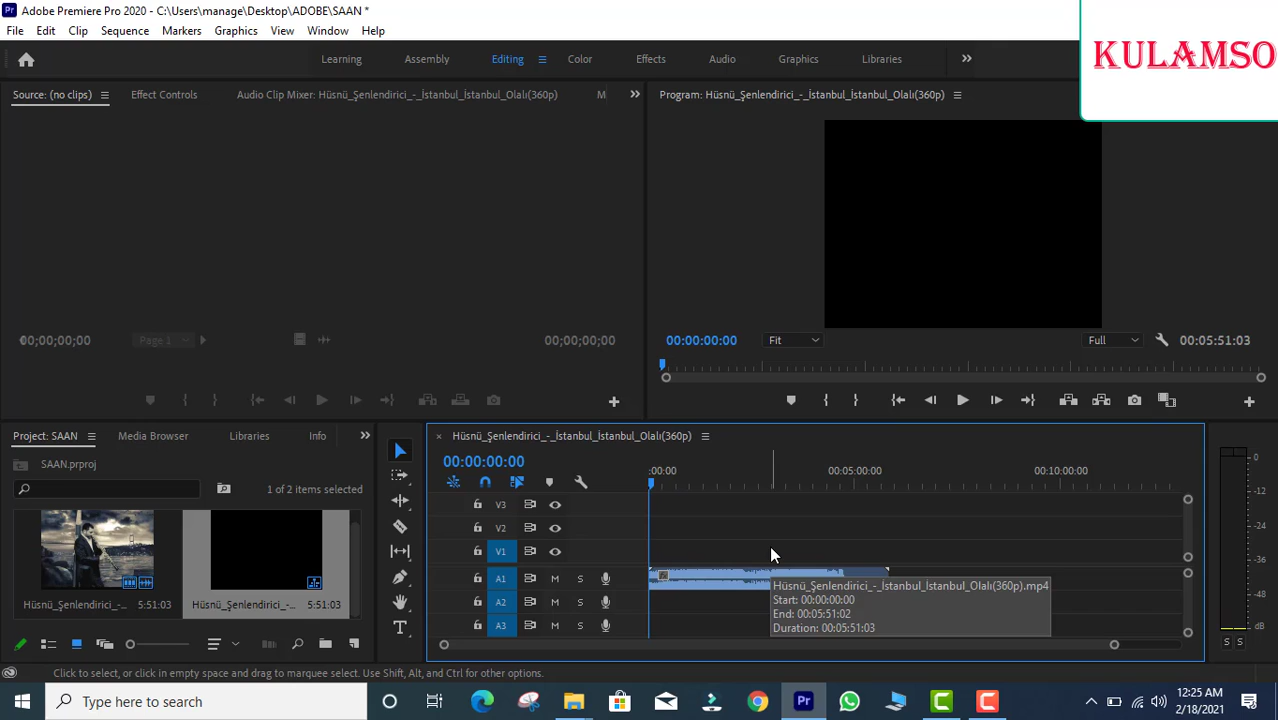 Adobe Premiere Pro 2020 - C:\Users\manage\Desktop\ADOBE\SAAN *
File Edit Clip Sequence Markers Graphics View Window Help
KULAMSO
Learning Assembly Editing Color Effects Audio Graphics Libraries
Source: (no clips) Effect Controls Audio Clip Mixer: Hüsnü_Şenlendirici_-_İstanbul_İstanbul_Olalı(360p) M
Program: Hüsnü_Şenlendirici_-_İstanbul_İstanbul_Olalı(360p)
00;00;00;00 Page 1 00;00;00;00
00:00:00:00 Fit Full 00:05:51:03
Project: SAAN Media Browser Libraries Info
SAAN.prproj
1 of 2 items selected
Hüsnü_Şenlendirici_-... 5:51:03
Hüsnü_Şenlendirici_-... 5:51:03
Hüsnü_Şenlendirici_-_İstanbul_İstanbul_Olalı(360p)
00:00:00:00
:00:00 00:05:00:00 00:10:00:00
V3
V2
V1
A1 M S
A2 M S
A3 M S
Hüsnü_Şenlendirici_-_İstanbul_İstanbul_Olalı(360p).mp4
Start: 00:00:00:00
End: 00:05:51:02
Duration: 00:05:51:03
0
-12
-24
-36
-48
dB
S S
Click to select, or click in empty space and drag to marquee select. Use Shift, Alt, and Ctrl for other options.
Type here to search
Pr
12:25 AM
2/18/2021